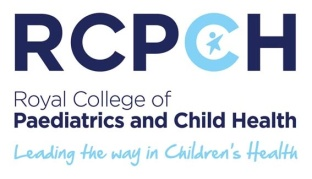 RCPCH
Royal College of
Paediatrics and Child Health
Leading the way in Children's Health